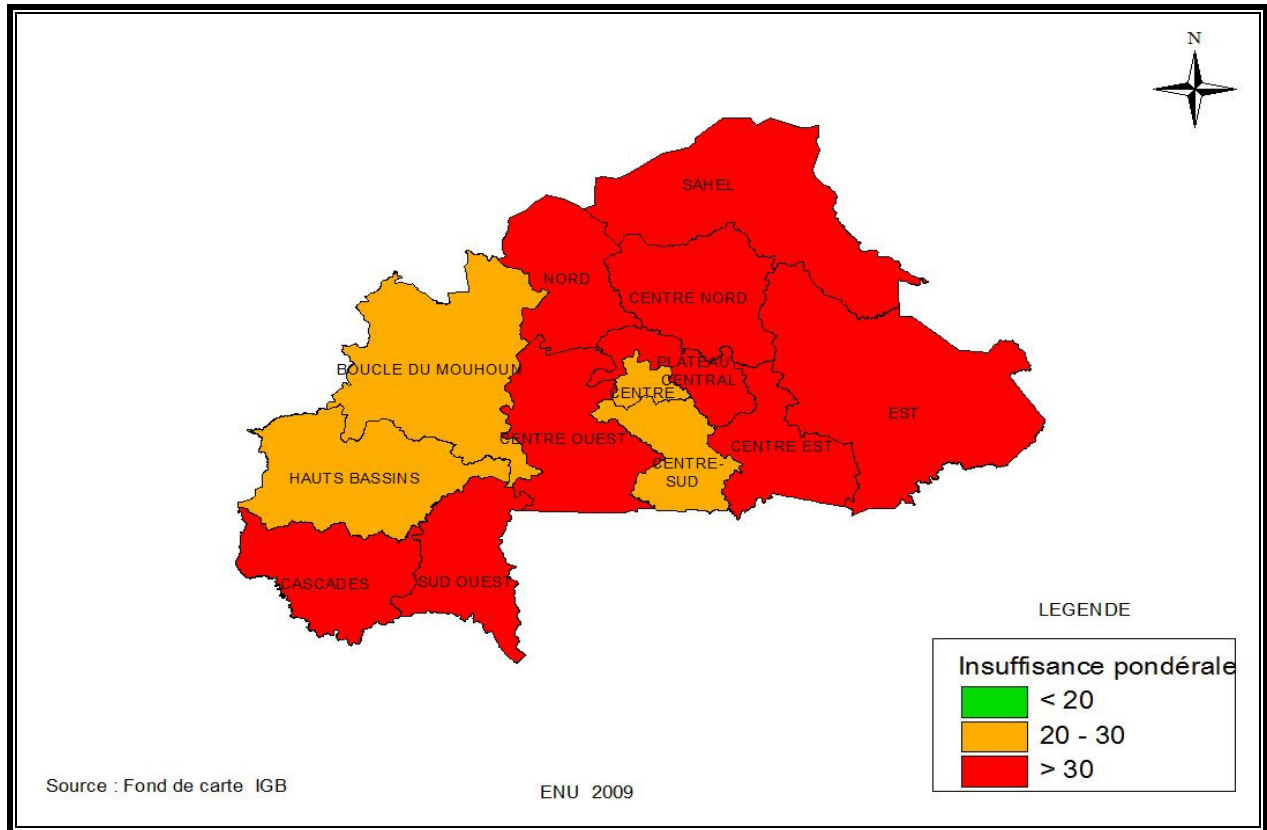 N
SAHEL
NORD
CENTRE NORD
BOUCLE DU MOUHOUN
PLATEAU
CENTRAL
CENTRE
EST
CENTRE OUEST
CENTRE EST
CENTRE-
SUD
HAUTS BASSINS
CASCADES
SUD OUEST
LEGENDE
Insuffisance pondérale
< 20
20 - 30
> 30
Source : Fond de carte IGB
ENU 2009